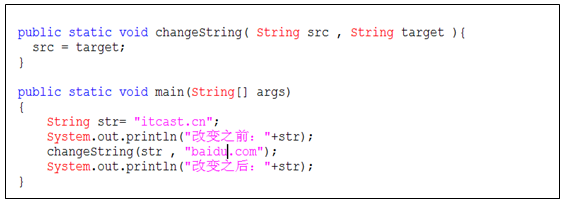 public static void changeString( String src , String target ){
src = target;
}
public static void main(String[] args)
{
String str= "itcast.cn";
System.out.println("改变之前："+str);
changeString(str , "baidu.com");
System.out.println("改变之后："+str);
}